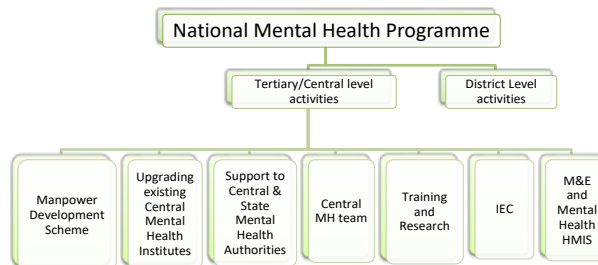 National Mental Health Programme
Tertiary/Central level
activities
District Level
activities
Manpower
Development
Scheme
Upgrading
existing
Central
Mental
Health
Institutes
Support to
Central &
State
Mental
Health
Authorities
Central
MH team
Training
and
Research
IEC
M&E
and
Mental
Health
HMIS